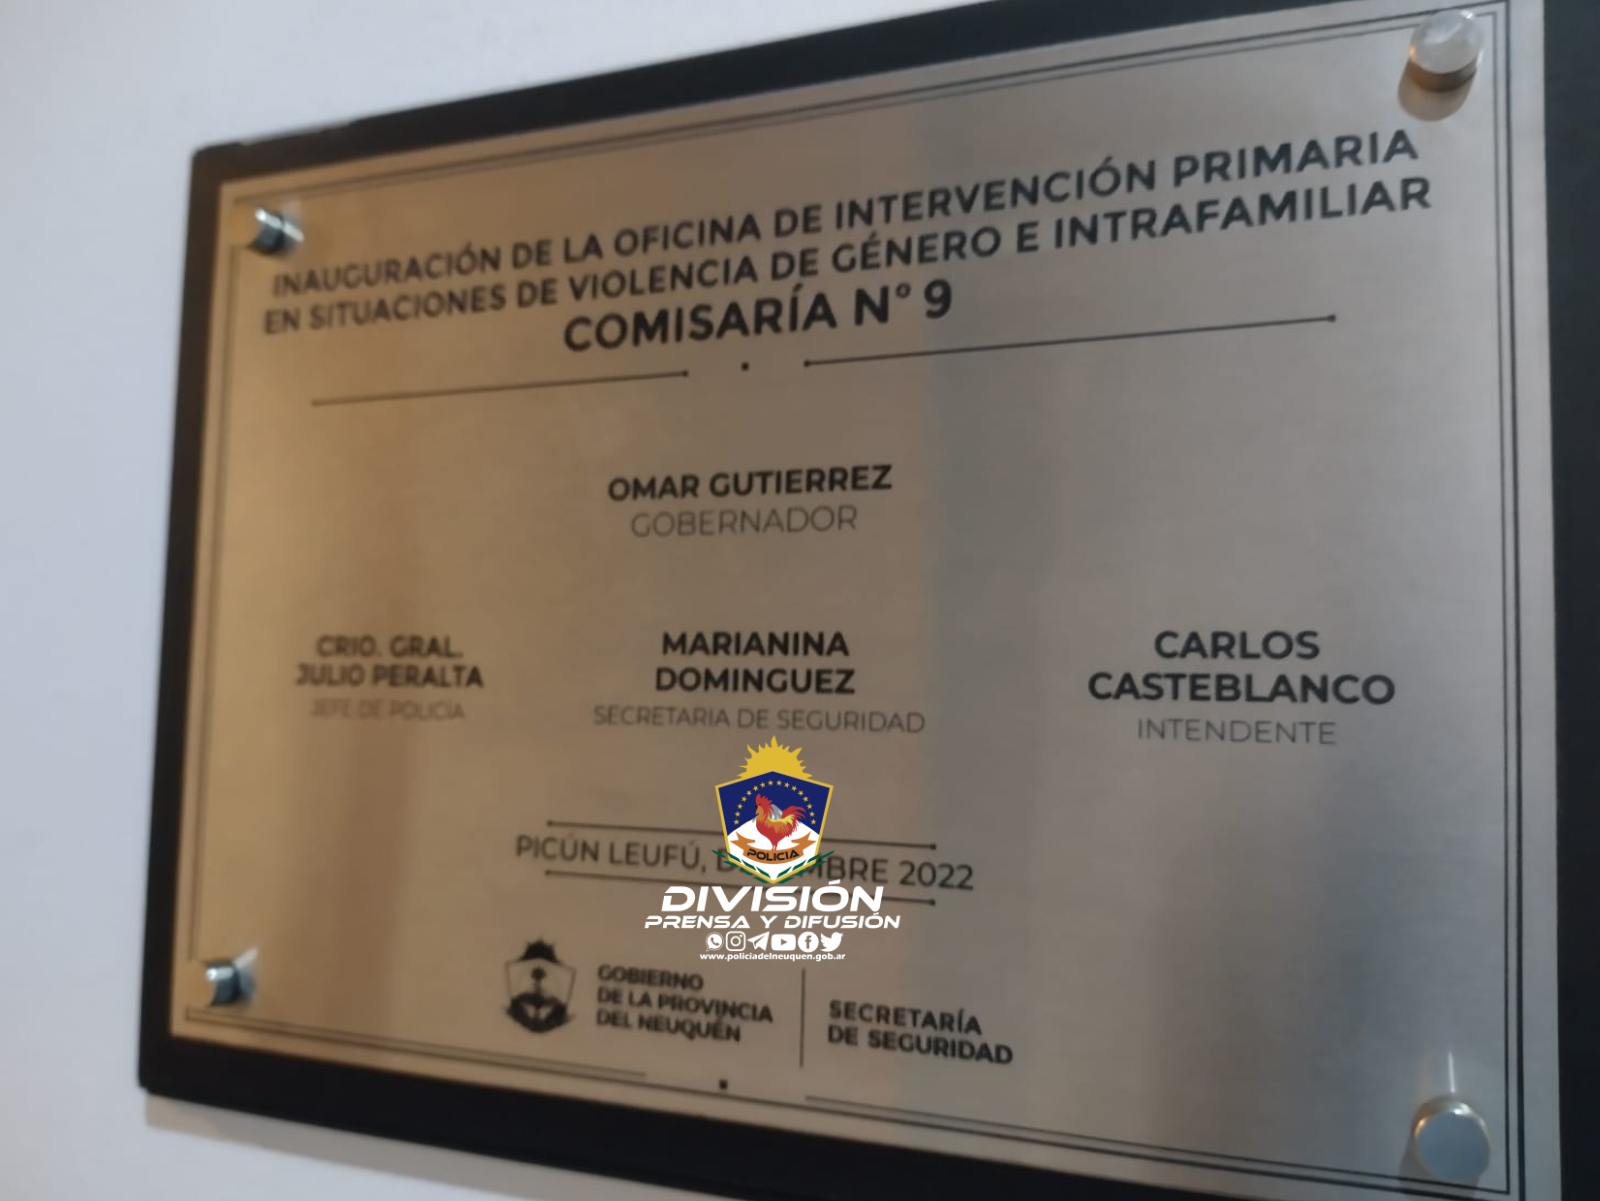 INAUGURACIÓN DE LA OFICINA DE INTERVENCIÓN PRIMARIA
EN SITUACIONES DE VIOLENCIA DE GÉNERO E INTRAFAMILIAR
COMISARÍA N° 9
OMAR GUTIERREZ
GOBERNADOR
CRIO. GRAL.
JULIO PERALTA
JEFE DE POLICÍA
MARIANINA
DOMINGUEZ
SECRETARIA DE SEGURIDAD
CARLOS
CASTEBLANCO
INTENDENTE
PICÚN LEUFÚ, 2022
POLICIA
DIVISIÓN
PRENSA Y DIFUSIÓN
www.policiadelneuquen.gob.ar
GOBIERNO
DE LA PROVINCIA
DEL NEUQUÉN
SECRETARÍA
DE SEGURIDAD